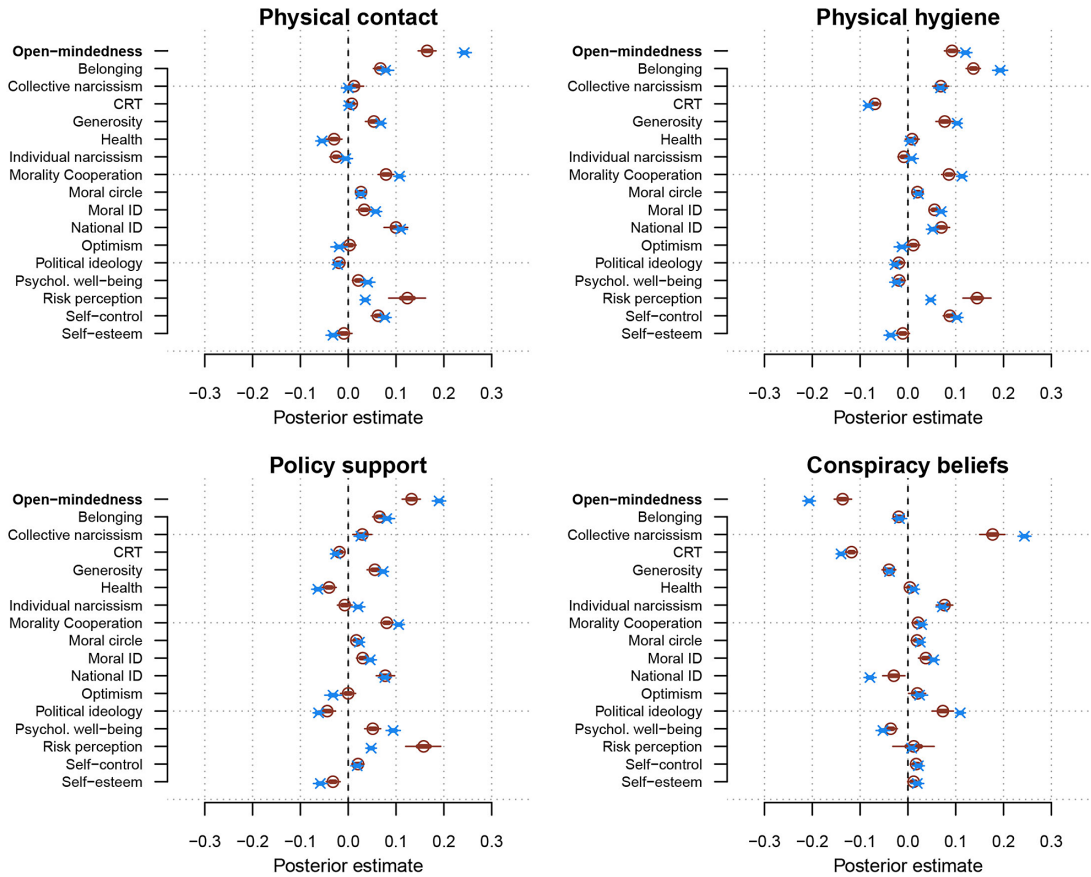 Physical contact
Open−mindedness
Belonging
Collective narcissism
CRT
Generosity
Health
Individual narcissism
Morality Cooperation
Moral circle
Moral ID
National ID
Optimism
Political ideology
Psychol. well−being
Risk perception
Self−control
Self−esteem
−0.3 −0.2 −0.1 0.0 0.1 0.2 0.3
Posterior estimate
Physical hygiene
Open−mindedness
Belonging
Collective narcissism
CRT
Generosity
Health
Individual narcissism
Morality Cooperation
Moral circle
Moral ID
National ID
Optimism
Political ideology
Psychol. well−being
Risk perception
Self−control
Self−esteem
−0.3 −0.2 −0.1 0.0 0.1 0.2 0.3
Posterior estimate
Policy support
Open−mindedness
Belonging
Collective narcissism
CRT
Generosity
Health
Individual narcissism
Morality Cooperation
Moral circle
Moral ID
National ID
Optimism
Political ideology
Psychol. well−being
Risk perception
Self−control
Self−esteem
−0.3 −0.2 −0.1 0.0 0.1 0.2 0.3
Posterior estimate
Conspiracy beliefs
Open−mindedness
Belonging
Collective narcissism
CRT
Generosity
Health
Individual narcissism
Morality Cooperation
Moral circle
Moral ID
National ID
Optimism
Political ideology
Psychol. well−being
Risk perception
Self−control
Self−esteem
−0.3 −0.2 −0.1 0.0 0.1 0.2 0.3
Posterior estimate